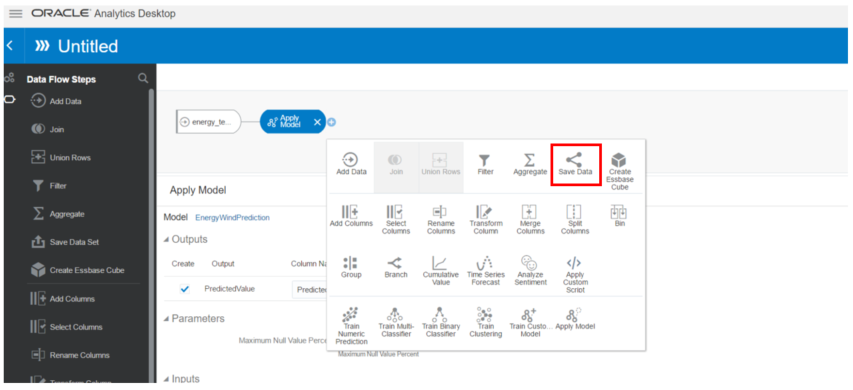 ORACLE Analytics Desktop
Untitled
Data Flow Steps
Add Data
Join
Union Rows
Filter
Aggregate
Save Data Set
Create Essbase Cube
Add Columns
Select Columns
Rename Columns
Transform Column
energy_te...
Apply
Model
Add Data
Join
Union Rows
Filter
Aggregate
Save Data
Create
Essbase
Cube
Add Columns
Select
Columns
Rename
Columns
Transform
Column
Merge
Columns
Split
Columns
Bin
Group
Branch
Cumulative
Value
Time Series
Forecast
Analyze
Sentiment
Apply
Custom
Script
Train
Numeric
Prediction
Train Multi-
Classifier
Train Binary
Classifier
Train
Clustering
Train Custo...
Model
Apply Model
Apply Model
Model EnergyWindPrediction
Outputs
Create Output Column Na
PredictedValue Predicte
Parameters
Maximum Null Value Perce
Maximum Null Value Percent
Inputs